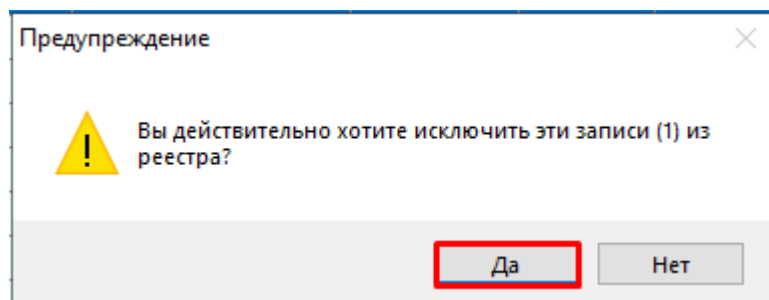 Предупреждение
Вы действительно хотите исключить эти записи (1) из
реестра?
Да
Нет